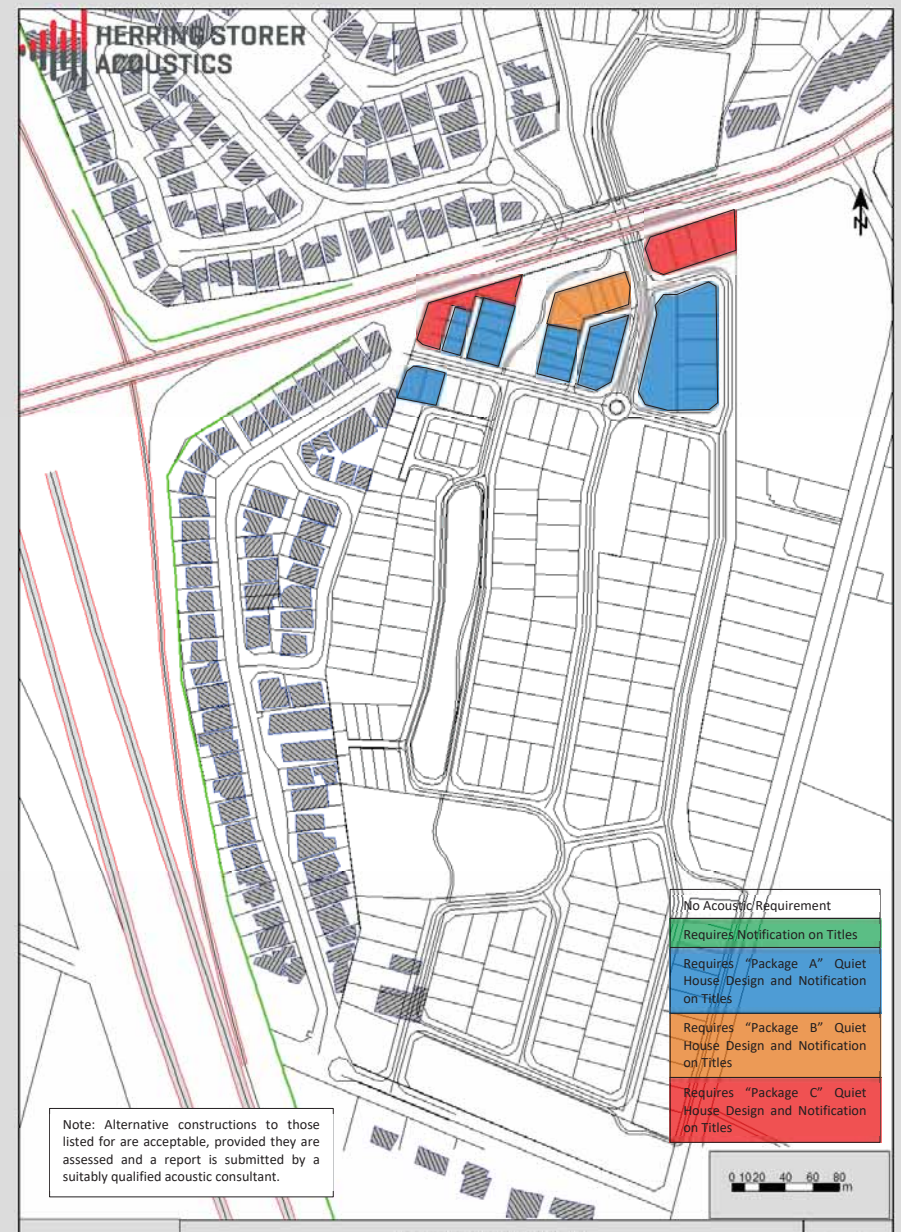 HERRING STORER
ACOUSTICS
N
No Acoustic Requirement
Requires Notification on Titles
Requires "Package A" Quiet
House Design and Notification
on Titles
Requires "Package B" Quiet
House Design and Notification
on Titles
Requires "Package C" Quiet
House Design and Notification
on Titles
Note: Alternative constructions to those
listed for are acceptable, provided they are
assessed and a report is submitted by a
suitably qualified acoustic consultant.
0 10 20 40 60 80
m